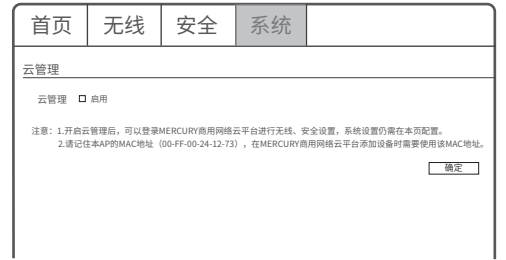 首页 无线 安全 系统
云管理
云管理 启用
注意：1.开启云管理后，可以登录MERCURY商用网络云平台进行无线、安全设置，系统设置仍需在本页配置。
2.请记住本AP的MAC地址（00-FF-00-24-12-73），在MERCURY商用网络云平台添加设备时需要使用该MAC地址。
确定